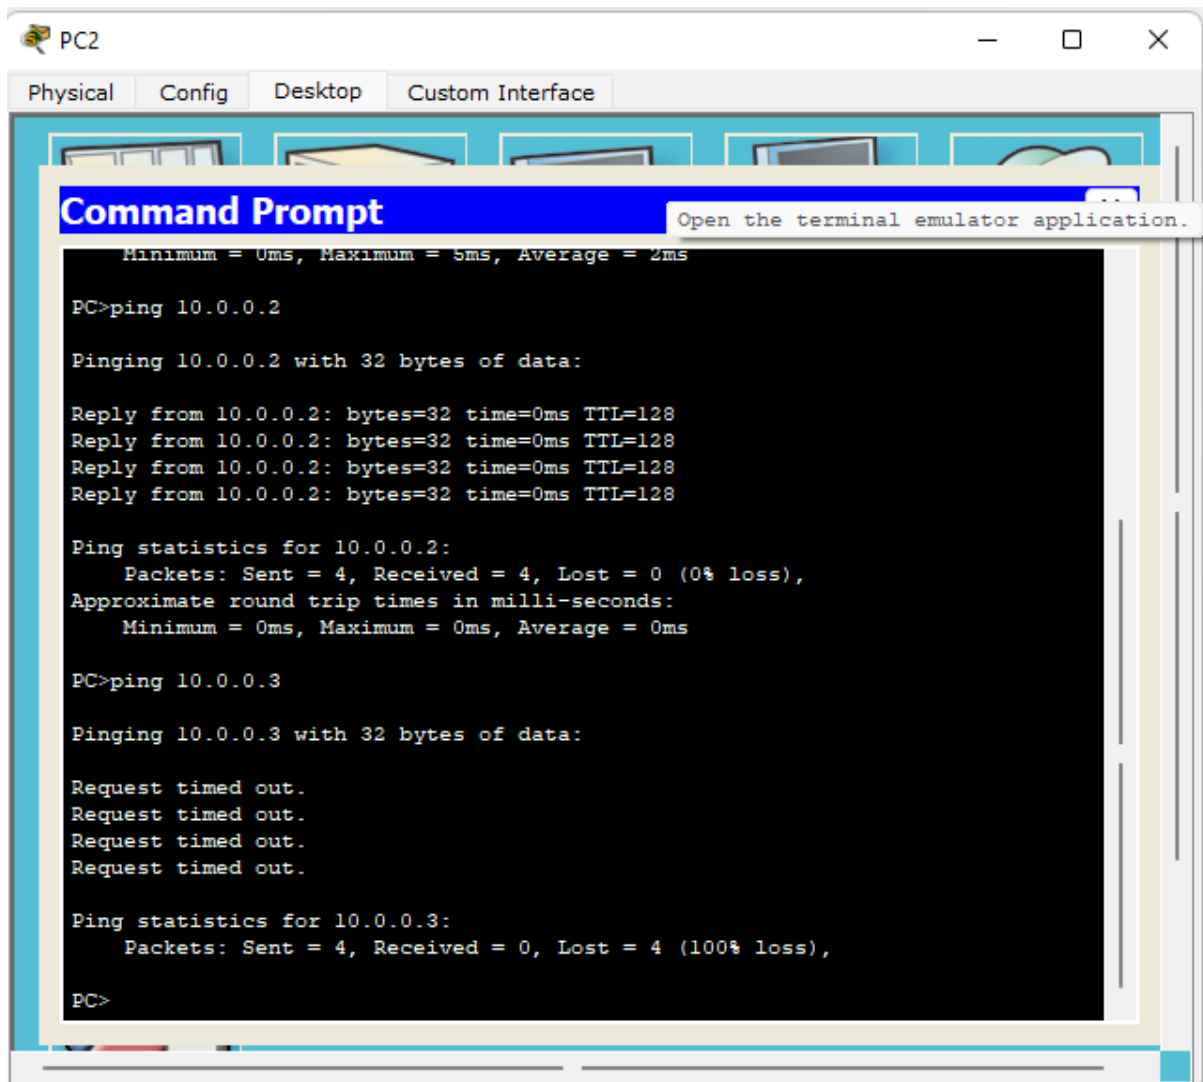 PC2
Physical Config Desktop Custom Interface
Command Prompt
Open the terminal emulator application.
Minimum = 0ms, Maximum = 5ms, Average = 2ms
PC>ping 10.0.0.2
Pinging 10.0.0.2 with 32 bytes of data:
Reply from 10.0.0.2: bytes=32 time=0ms TTL=128
Reply from 10.0.0.2: bytes=32 time=0ms TTL=128
Reply from 10.0.0.2: bytes=32 time=0ms TTL=128
Reply from 10.0.0.2: bytes=32 time=0ms TTL=128
Ping statistics for 10.0.0.2:
Packets: Sent = 4, Received = 4, Lost = 0 (0% loss),
Approximate round trip times in milli-seconds:
Minimum = 0ms, Maximum = 0ms, Average = 0ms
PC>ping 10.0.0.3
Pinging 10.0.0.3 with 32 bytes of data:
Request timed out.
Request timed out.
Request timed out.
Request timed out.
Ping statistics for 10.0.0.3:
Packets: Sent = 4, Received = 0, Lost = 4 (100% loss),
PC>